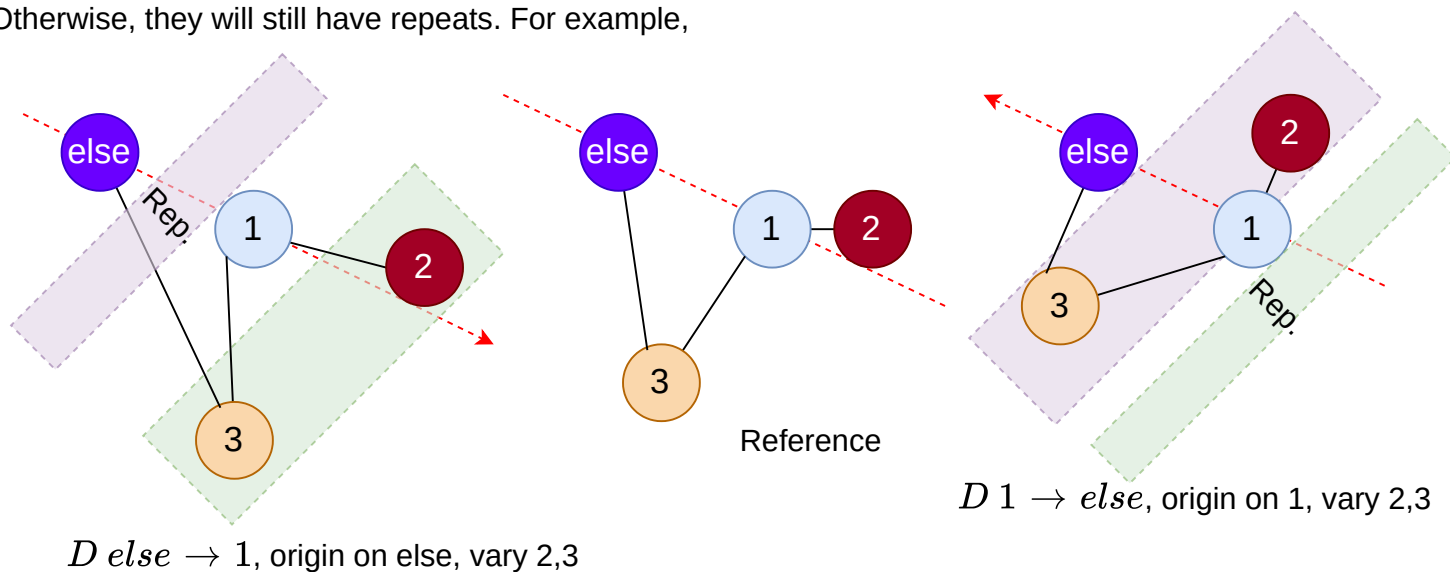 Otherwise, they will still have repeats. For example,
else
Rep.
1
2
3
D else → 1, origin on else, vary 2,3
else
1
2
3
Reference
else
2
1
3
Rep.
D 1 → else, origin on 1, vary 2,3